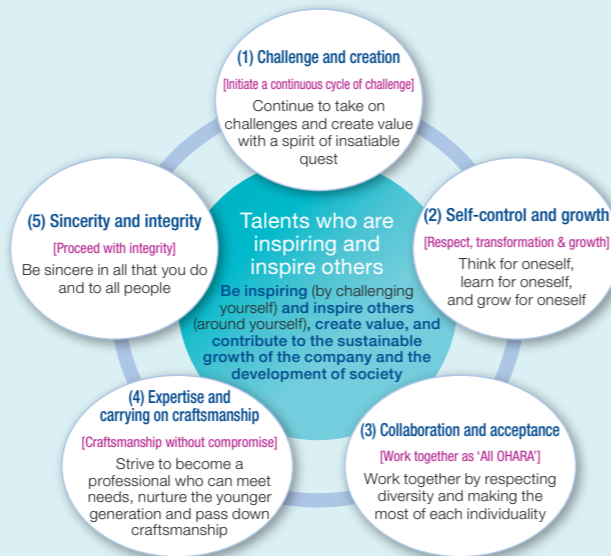 (1) Challenge and creation
[Initiate a continuous cycle of challenge]
Continue to take on
challenges and create value
with a spirit of insatiable
quest
(2) Self-control and growth
[Respect, transformation & growth]
Think for oneself,
learn for oneself,
and grow for oneself
(3) Collaboration and acceptance
[Work together as ‘All OHARA’]
Work together by respecting
diversity and making the
most of each individuality
(4) Expertise and
carrying on craftsmanship
[Craftsmanship without compromise]
Strive to become a
professional who can meet
needs, nurture the younger
generation and pass down
craftsmanship
(5) Sincerity and integrity
[Proceed with integrity]
Be sincere in all that you do
and to all people
Talents who are
inspiring and
inspire others
Be inspiring (by challenging
yourself) and inspire others
(around yourself), create value, and
contribute to the sustainable
growth of the company and the
development of society